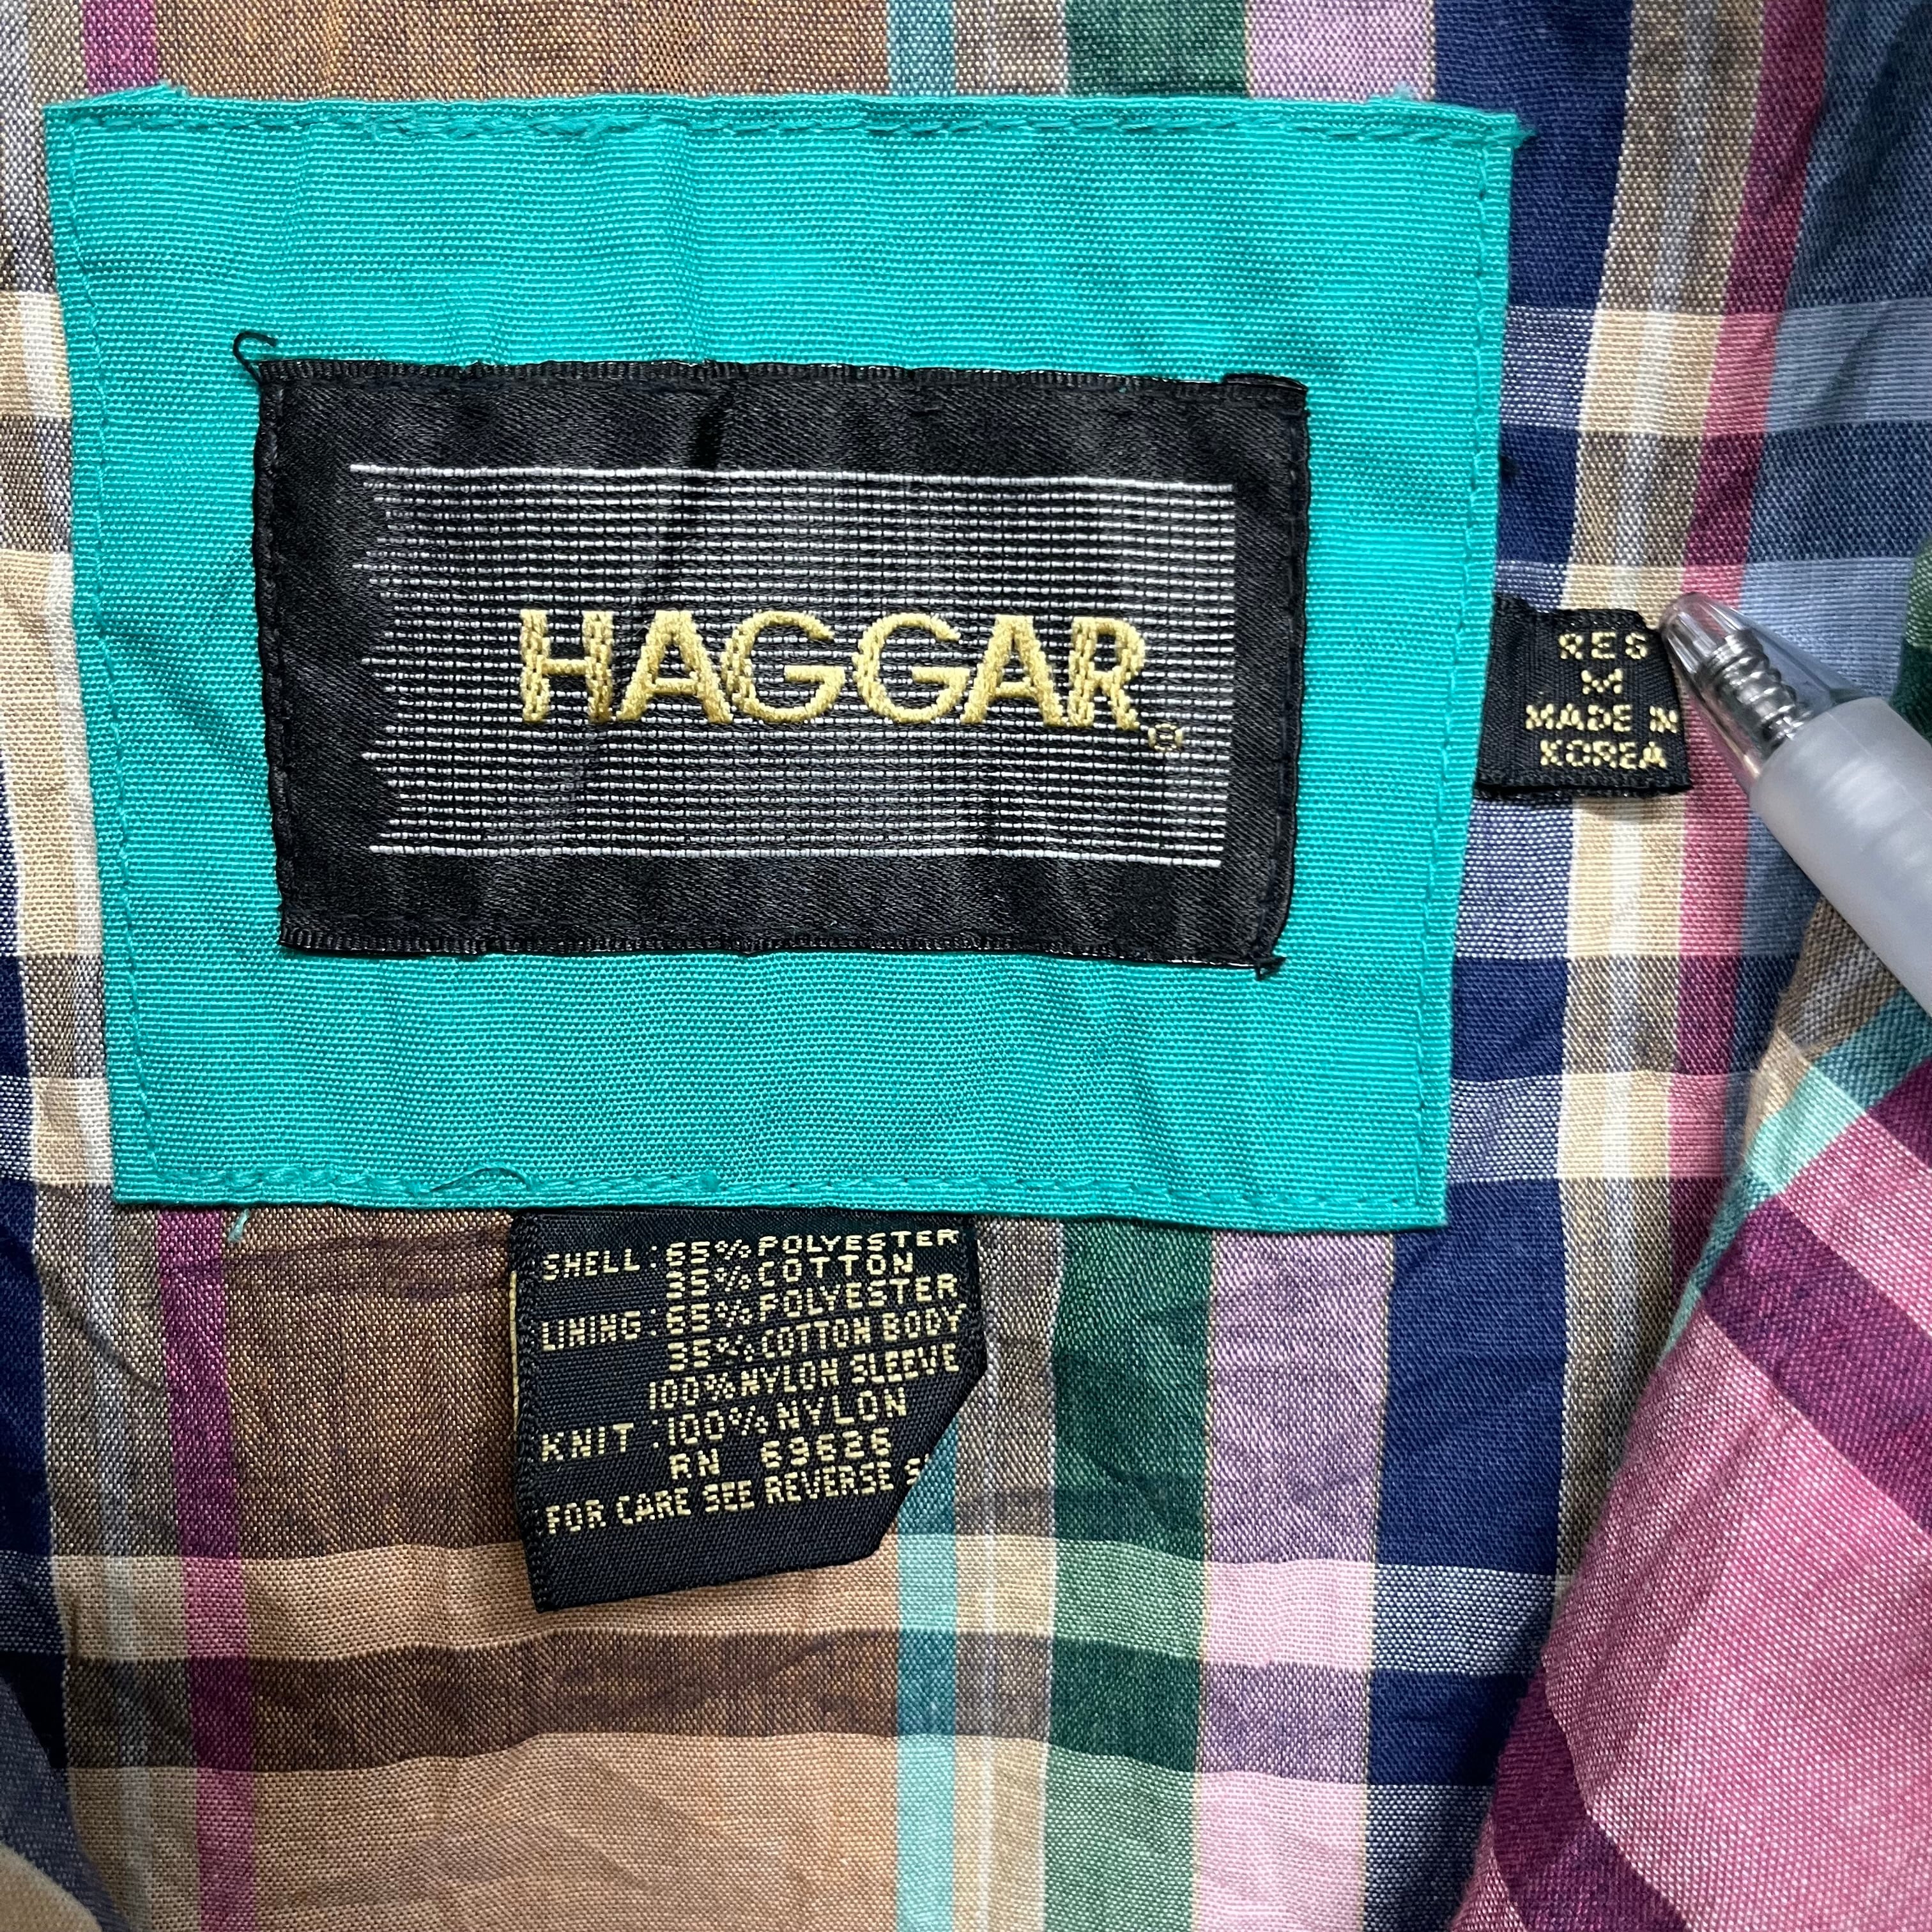 HAGGAR®
REG
M
MADE IN
KOREA
SHELL: 65% POLYESTER
35% COTTON
LINING: 65% POLYESTER
35% COTTON BODY
100% NYLON SLEEVE
KNIT: 100% NYLON
RN 69626
FOR CARE SEE REVERSE